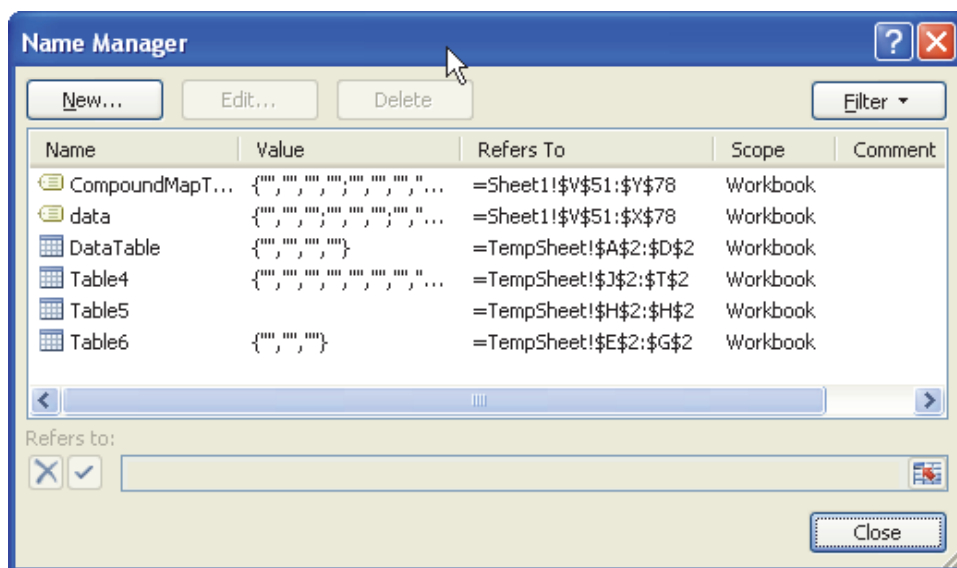 Name Manager
New... Edit... Delete Filter
Name Value Refers To Scope Comment
CompoundMapT... {"","","","";"","","","... =Sheet1!$V$51:$Y$78 Workbook
data {"","","";"","","";"","... =Sheet1!$V$51:$X$78 Workbook
DataTable {"","","",""} =TempSheet!$A$2:$D$2 Workbook
Table4 {"","","","","","","","... =TempSheet!$J$2:$T$2 Workbook
Table5 =TempSheet!$H$2:$H$2 Workbook
Table6 {"","",""} =TempSheet!$E$2:$G$2 Workbook
Refers to:
Close